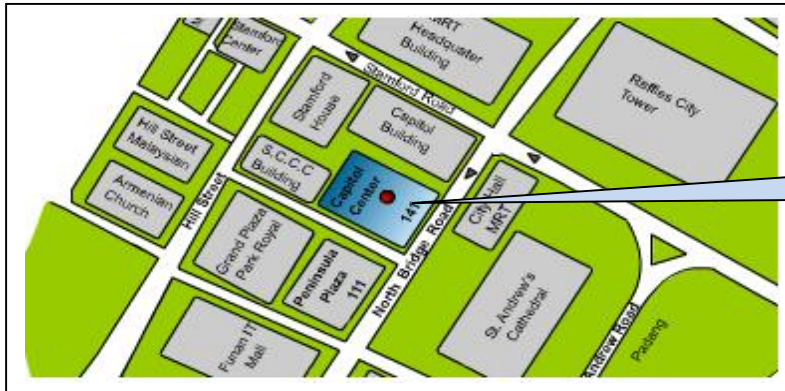 Stamford
Center
MRT
Headquater
Building
Stamford Road
Raffles City
Tower
Stamford
House
Capitol
Building
Hill Street
Malaysian
S.C.C.C
Building
Capitol
Center
141
City Hall
MRT
Armenian
Church
Hill Street
Grand Plaza
Park Royal
Peninsula
Plaza
111
North Bridge Road
St. Andrew's
Cathedral
Funan IT
Mall
Andrew Road
Padang